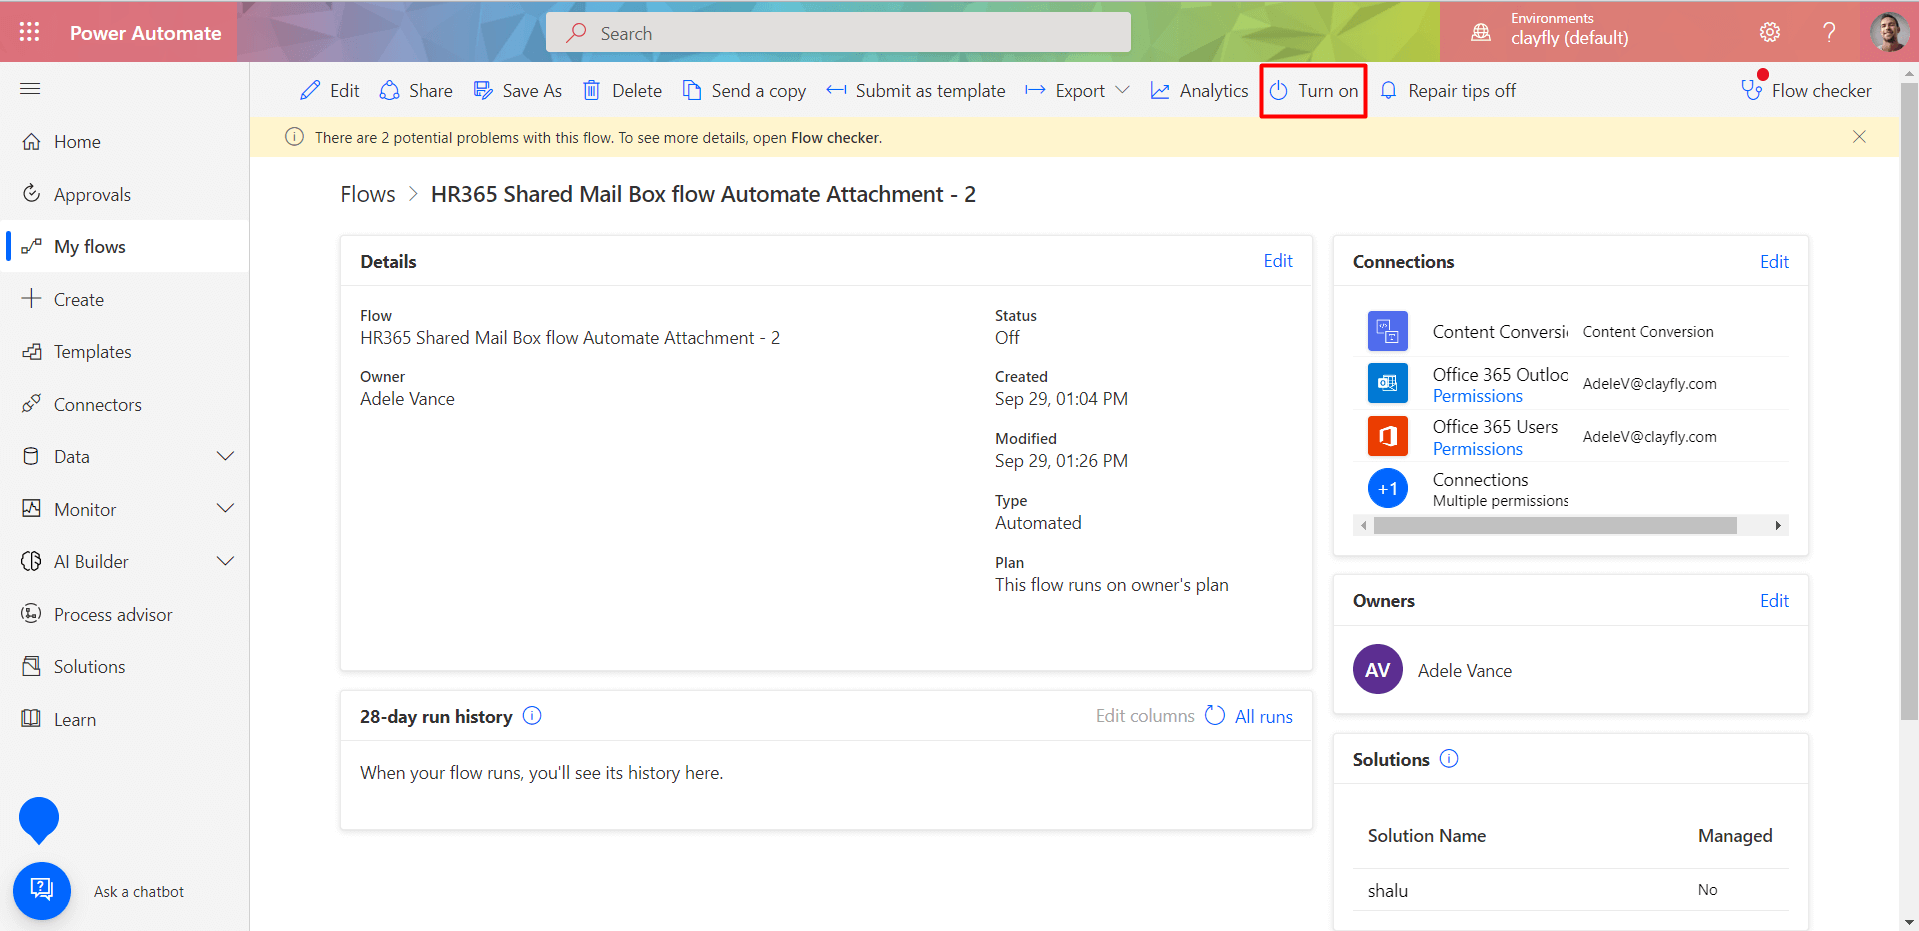 Power Automate
Search
Environments
clayfly (default)
?
Edit
Share
Save As
Delete
Send a copy
Submit as template
Export
Analytics
Turn on
Repair tips off
Flow checker
There are 2 potential problems with this flow. To see more details, open Flow checker.
Home
Approvals
My flows
Create
Templates
Connectors
Data
Monitor
AI Builder
Process advisor
Solutions
Learn
Ask a chatbot
Flows > HR365 Shared Mail Box flow Automate Attachment - 2
Details
Edit
Flow
HR365 Shared Mail Box flow Automate Attachment - 2
Owner
Adele Vance
Status
Off
Created
Sep 29, 01:04 PM
Modified
Sep 29, 01:26 PM
Type
Automated
Plan
This flow runs on owner's plan
28-day run history
Edit columns
All runs
When your flow runs, you'll see its history here.
Connections
Edit
Content Conversi Content Conversion
Office 365 Outloo
Permissions
AdeleV@clayfly.com
Office 365 Users
Permissions
AdeleV@clayfly.com
+1
Connections
Multiple permissions
Owners
Edit
AV
Adele Vance
Solutions
Solution Name Managed
shalu No